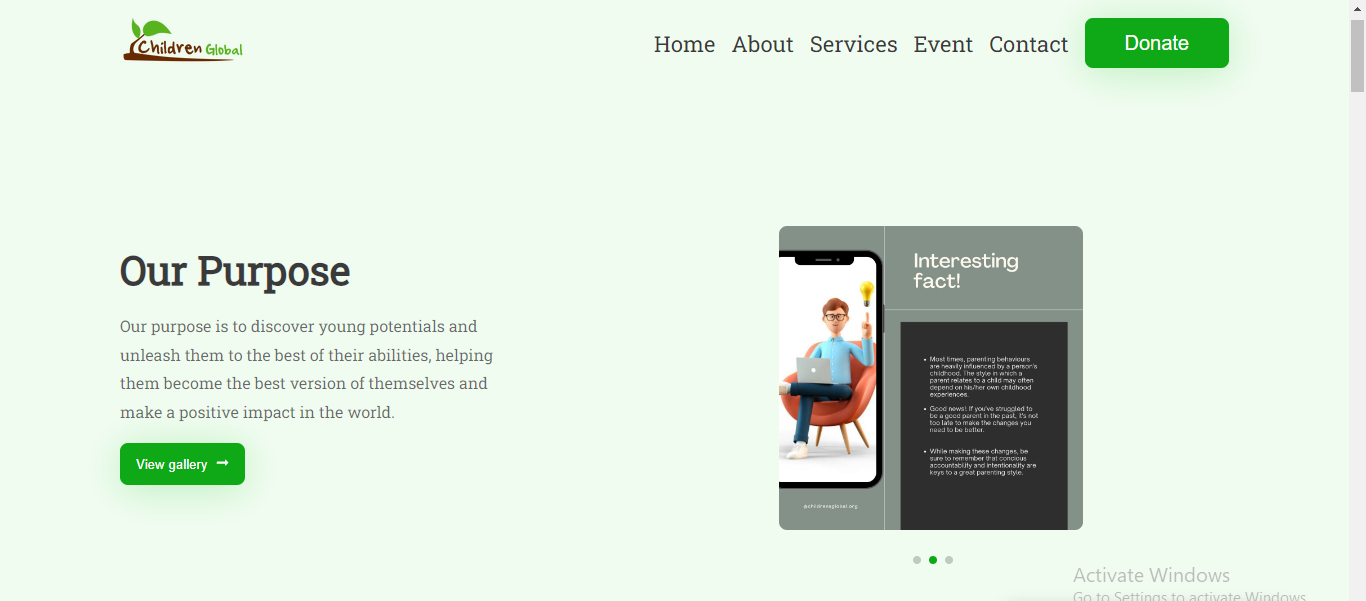 Children Global
Home About Services Event Contact Donate
Our Purpose
Our purpose is to discover young potentials and
unleash them to the best of their abilities, helping
them become the best version of themselves and
make a positive impact in the world.
View gallery
Interesting
fact!
Most times, parenting behaviours
are heavily influenced by a person's
childhood. The style in which a
parent relates to a child may often
depend on his/her own childhood
experiences.
Good news! If you've struggled to
be a good parent in the past, it's not
too late to make the changes you
need to be better.
While making these changes, be
sure to remember that concious
accountability and intentionality are
keys to a great parenting style.
@childrenaglobal.org
Activate Windows
Go to Settings to activate Windows.